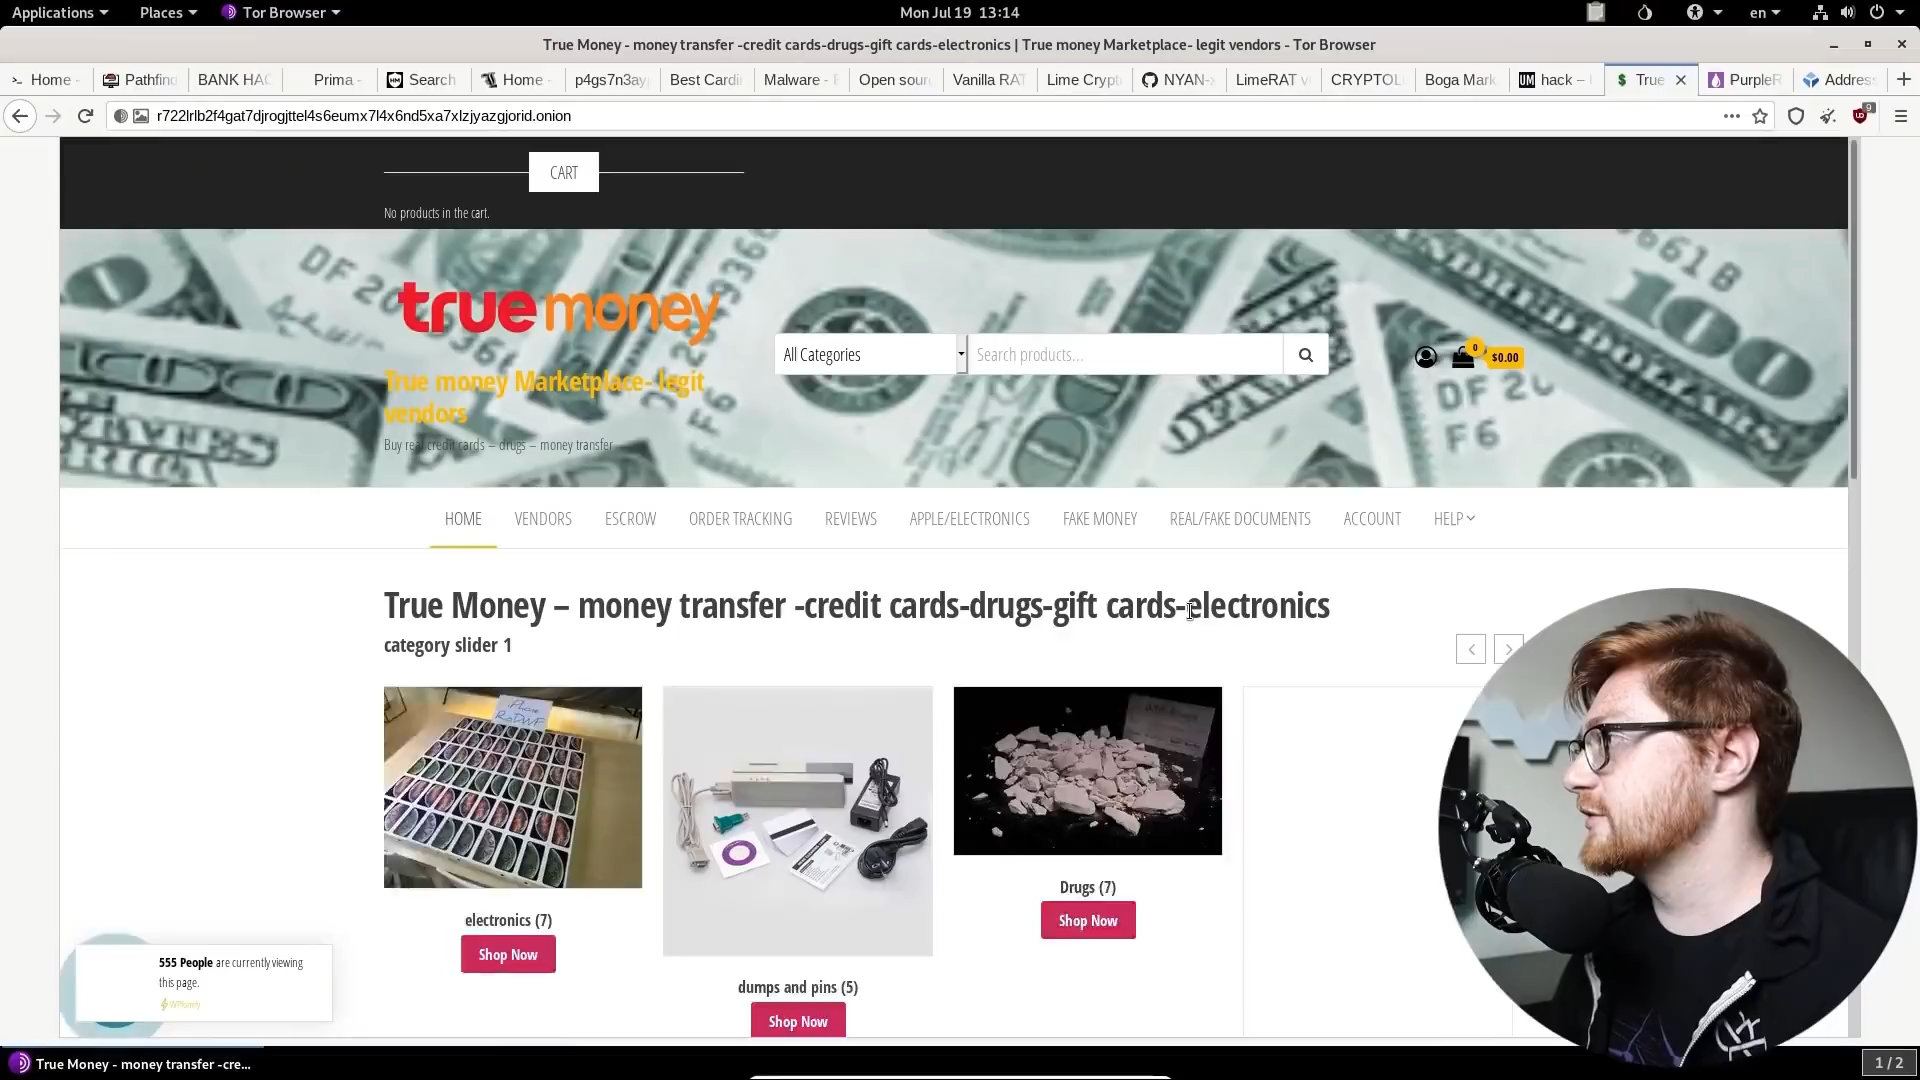 Applications
Places
Tor Browser
Mon Jul 19 13:14
en
True Money - money transfer -credit cards-drugs-gift cards-electronics | True money Marketplace- legit vendors - Tor Browser
Home -
Pathfin
BANK HA
Prima -
Search
Home -
p4gs7n3ay
Best Cardi
Malware -
Open sour
Vanilla RAT
Lime Crypt
NYAN-
LimeRAT v
CRYPTOL
Boga Mark
hack –
True
PurpleR
Address
r722lrlb2f4gat7djrogjttel4s6eumx7l4x6nd5xa7xlzjyazgjorid.onion
9
CART
No products in the cart.
truemoney
All Categories
Search products...
0
$0.00
True money Marketplace- legit
vendors
Buy real credit cards – drugs – money transfer
HOME
VENDORS
ESCROW
ORDER TRACKING
REVIEWS
APPLE/ELECTRONICS
FAKE MONEY
REAL/FAKE DOCUMENTS
ACCOUNT
HELP
True Money – money transfer -credit cards-drugs-gift cards-electronics
category slider 1
electronics (7)
Shop Now
dumps and pins (5)
Shop Now
Drugs (7)
Shop Now
555 People are currently viewing
this page.
True Money - money transfer -cre...
1 / 2